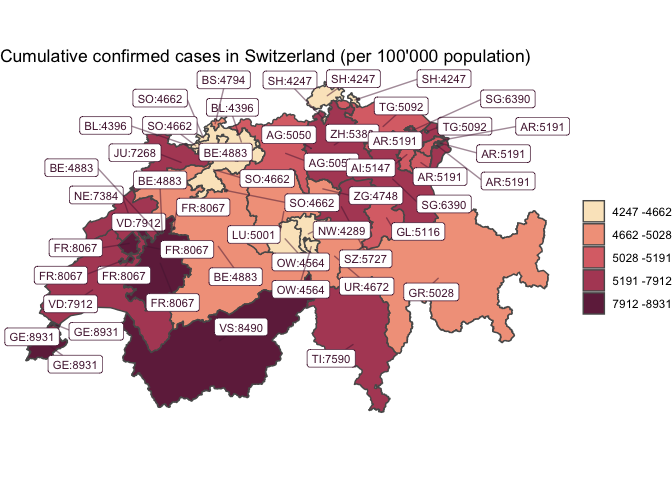 Cumulative confirmed cases in Switzerland (per 100'000 population)
BS:4794
SH:4247
SH:4247
SH:4247
SO:4662
BL:4396
TG:5092
SG:6390
BL:4396
SO:4662
AG:5050
ZH:538
AR:5191
TG:5092
AR:5191
JU:7268
BE:4883
AG:505
AI:5147
AR:5191
BE:4883
BE:4883
SO:4662
AR:5191
AR:5191
NE:7384
FR:8067
SO:4662
ZG:4748
SG:6390
VD:7912
LU:5001
NW:4289
GL:5116
FR:8067
FR:8067
OW:4564
SZ:5727
FR:8067
FR:8067
BE:4883
OW:4564
UR:4672
GR:5028
VD:7912
FR:8067
GE:8931
GE:8931
VS:8490
GE:8931
TI:7590
4247 -4662
4662 -5028
5028 -5191
5191 -7912
7912 -8931